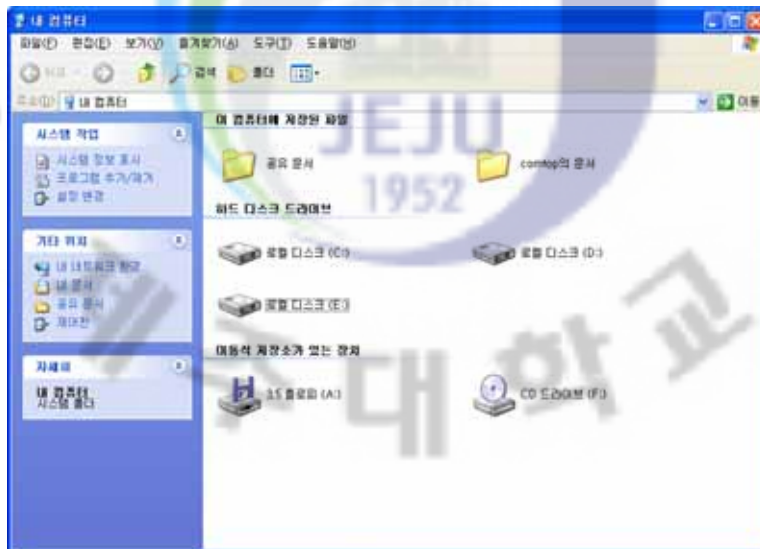 내 컴퓨터
파일(F) 편집(E) 보기(V) 즐겨찾기(A) 도구(T) 도움말(H)
뒤로 검색 폴더
주소(D) 내 컴퓨터 이동
시스템 작업
시스템 정보 표시
프로그램 추가/제거
설정 변경
기타 위치
내 네트워크 환경
내 문서
공유 문서
제어판
자세히
내 컴퓨터
시스템 폴더
이 컴퓨터에 저장된 파일
공유 문서 comtop의 문서
하드 디스크 드라이브
로컬 디스크 (C:) 로컬 디스크 (D:)
로컬 디스크 (E:)
이동식 저장소가 있는 장치
3.5 플로피 (A:) CD 드라이브 (F:)
JEJU
1952
제주대학교